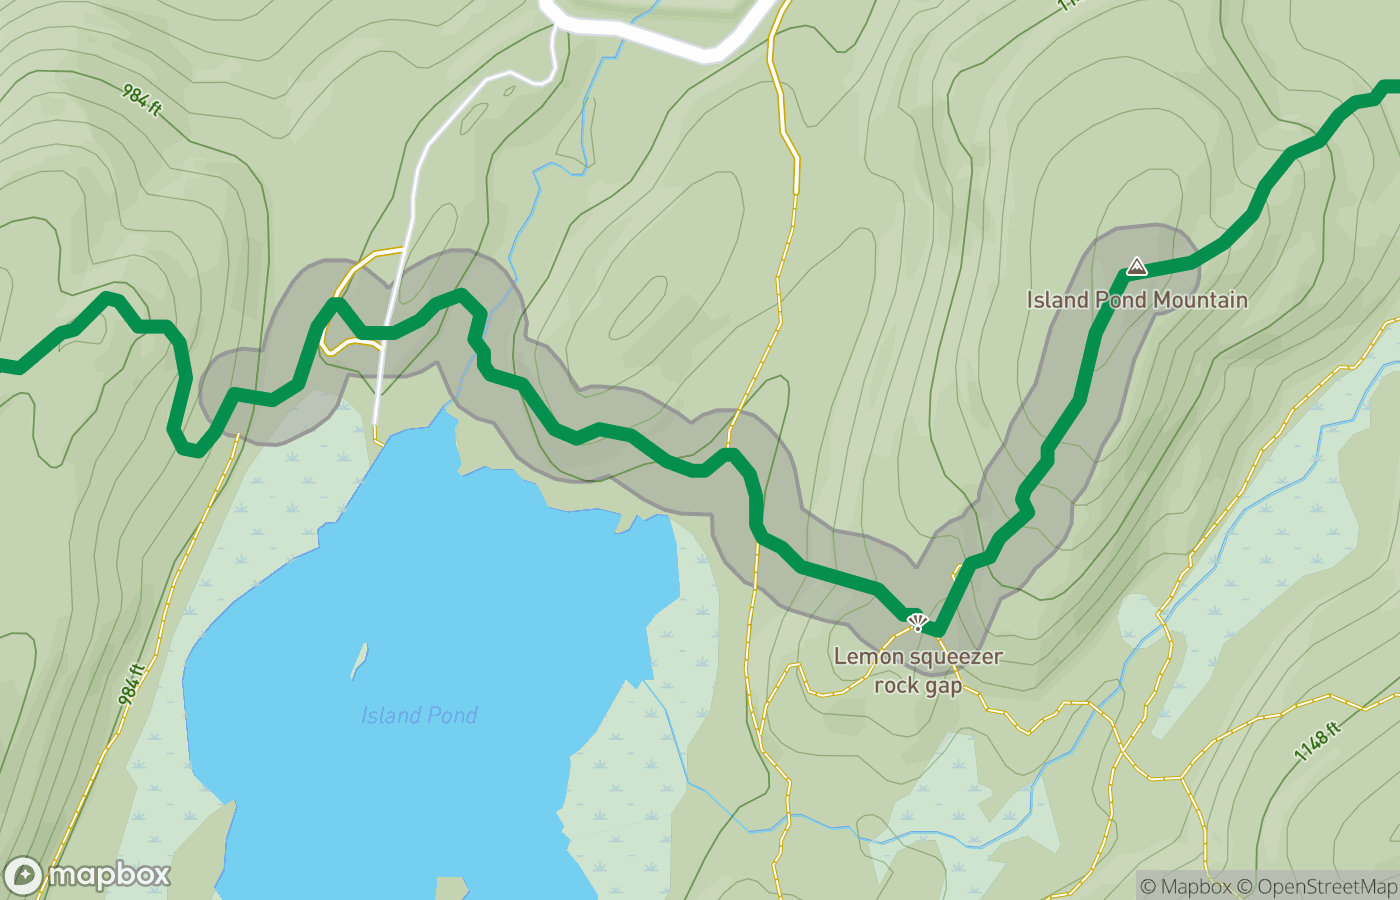 984 ft
Island Pond Mountain
Lemon squeezer
rock gap
984 ft
Island Pond
1148 ft
mapbox
© Mapbox © OpenStreetMap